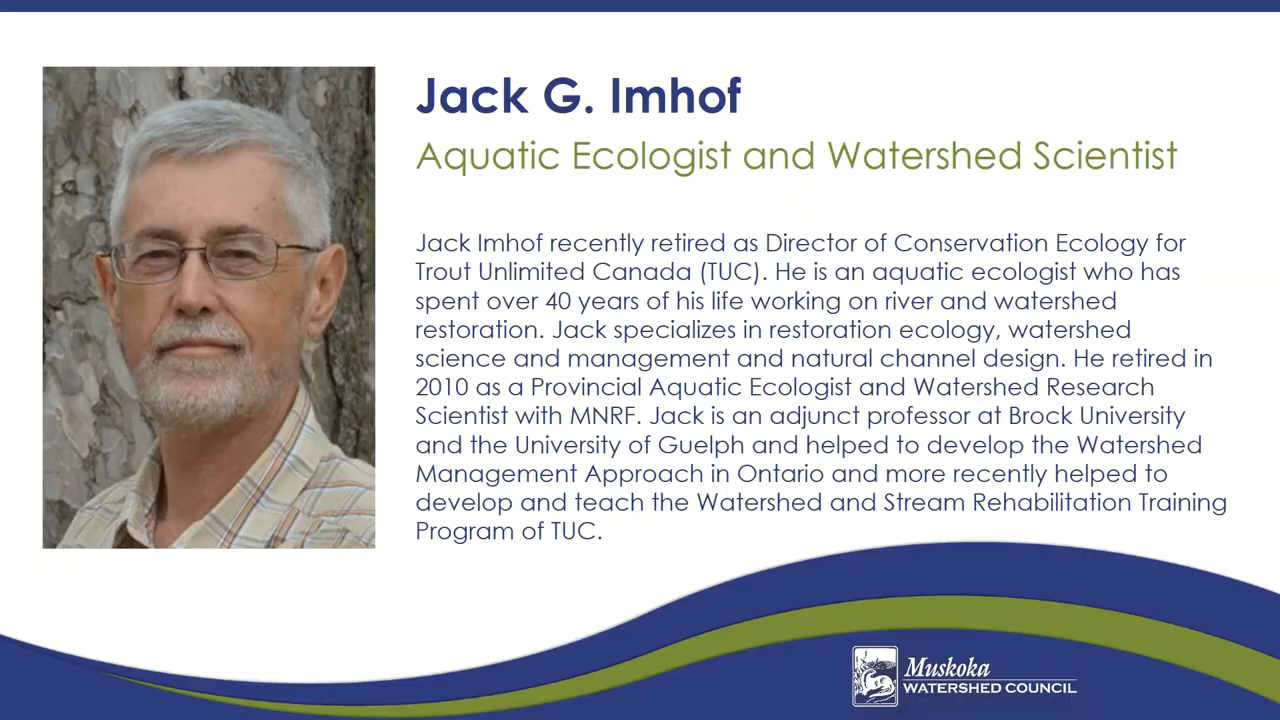 Jack G. Imhof
Aquatic Ecologist and Watershed Scientist
Jack Imhof recently retired as Director of Conservation Ecology for
Trout Unlimited Canada (TUC). He is an aquatic ecologist who has
spent over 40 years of his life working on river and watershed
restoration. Jack specializes in restoration ecology, watershed
science and management and natural channel design. He retired in
2010 as a Provincial Aquatic Ecologist and Watershed Research
Scientist with MNRF. Jack is an adjunct professor at Brock University
and the University of Guelph and helped to develop the Watershed
Management Approach in Ontario and more recently helped to
develop and teach the Watershed and Stream Rehabilitation Training
Program of TUC.
Muskoka
WATERSHED COUNCIL